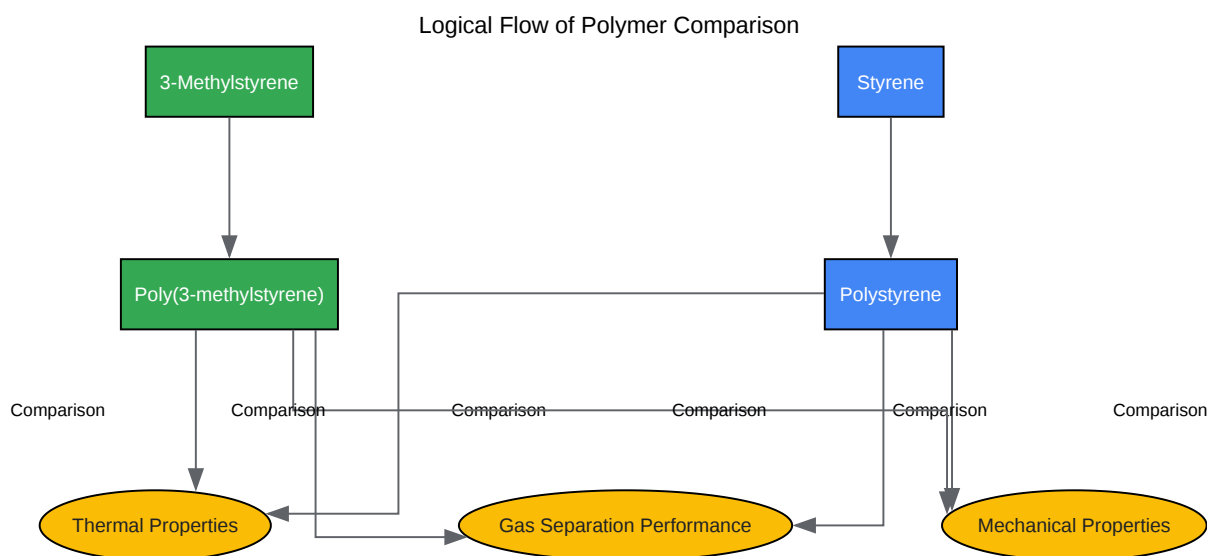 Logical Flow of Polymer Comparison
3-Methylstyrene
Styrene
Poly(3-methylstyrene)
Polystyrene
Comparison
Comparison
Comparison
Comparison
Comparison
Comparison
Thermal Properties
Gas Separation Performance
Mechanical Properties